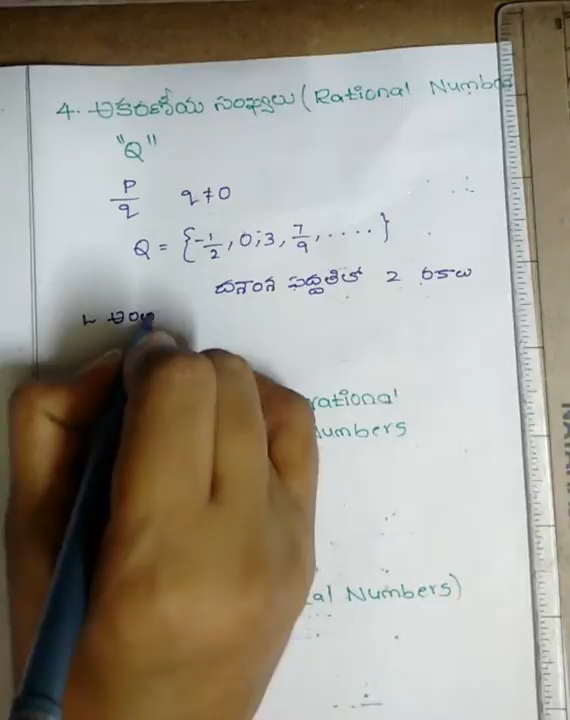 4. అకరణీయ సంఖ్యలు (Rational Number
"Q"
P/q q ≠ 0
Q = {-1/2, 0, 3, 7/9, ....}
దశాంశ పద్ధతిలో 2 రకాలు
rational
Numbers
al Numbers)